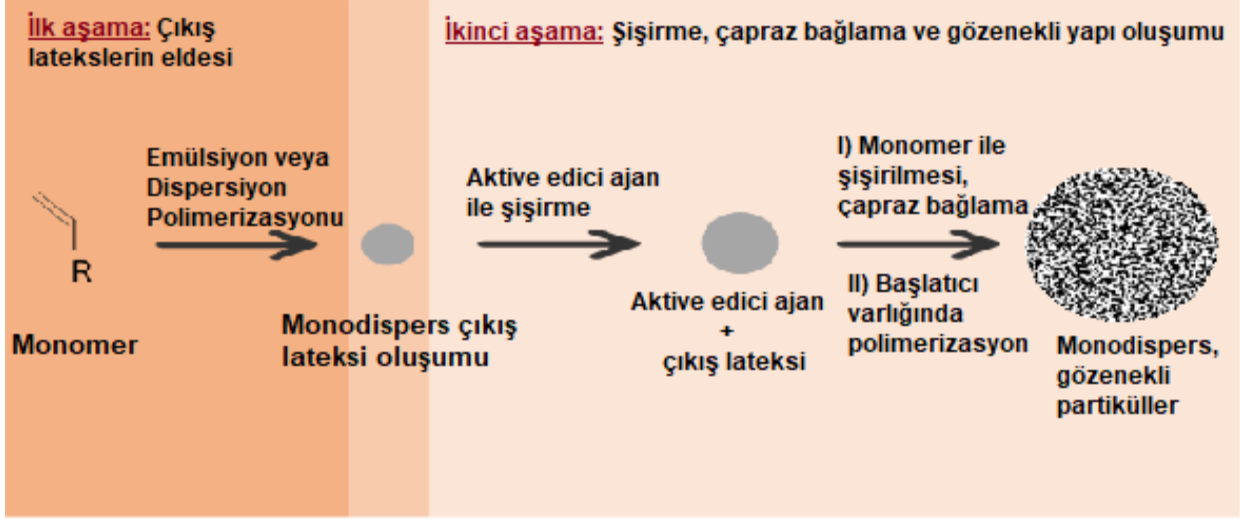 İlk aşama: Çıkış
latekslerin eldesi
İkinci aşama: Şişirme, çapraz bağlama ve gözenekli yapı oluşumu
Emülsiyon veya
Dispersiyon
Polimerizasyonu
R
Monomer
Monodispers çıkış
lateksi oluşumu
Aktive edici ajan
ile şişirme
Aktive edici ajan
+
çıkış lateksi
I) Monomer ile
şişirilmesi,
çapraz bağlama
II) Başlatıcı
varlığında
polimerizasyon
Monodispers,
gözenekli
partiküller